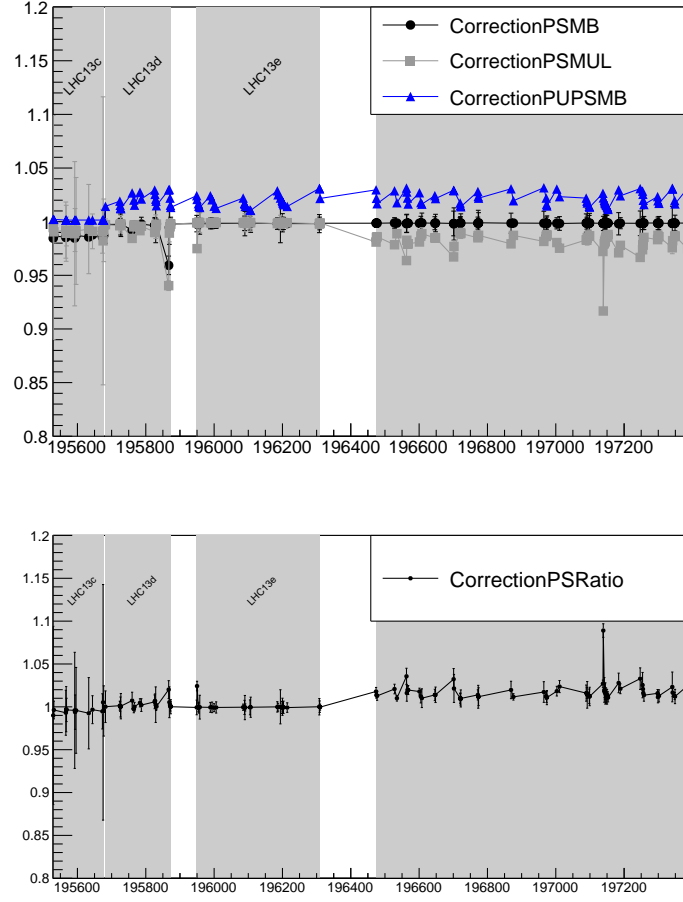 1.2
1.15
1.1
1.05
1
0.95
0.9
0.85
0.8
LHC13c
LHC13d
LHC13e
CorrectionPSMB
CorrectionPSMUL
CorrectionPUPSMB
195600 195800 196000 196200 196400 196600 196800 197000 197200
1.2
1.15
1.1
1.05
1
0.95
0.9
0.85
0.8
LHC13c
LHC13d
LHC13e
CorrectionPSRatio
195600 195800 196000 196200 196400 196600 196800 197000 197200